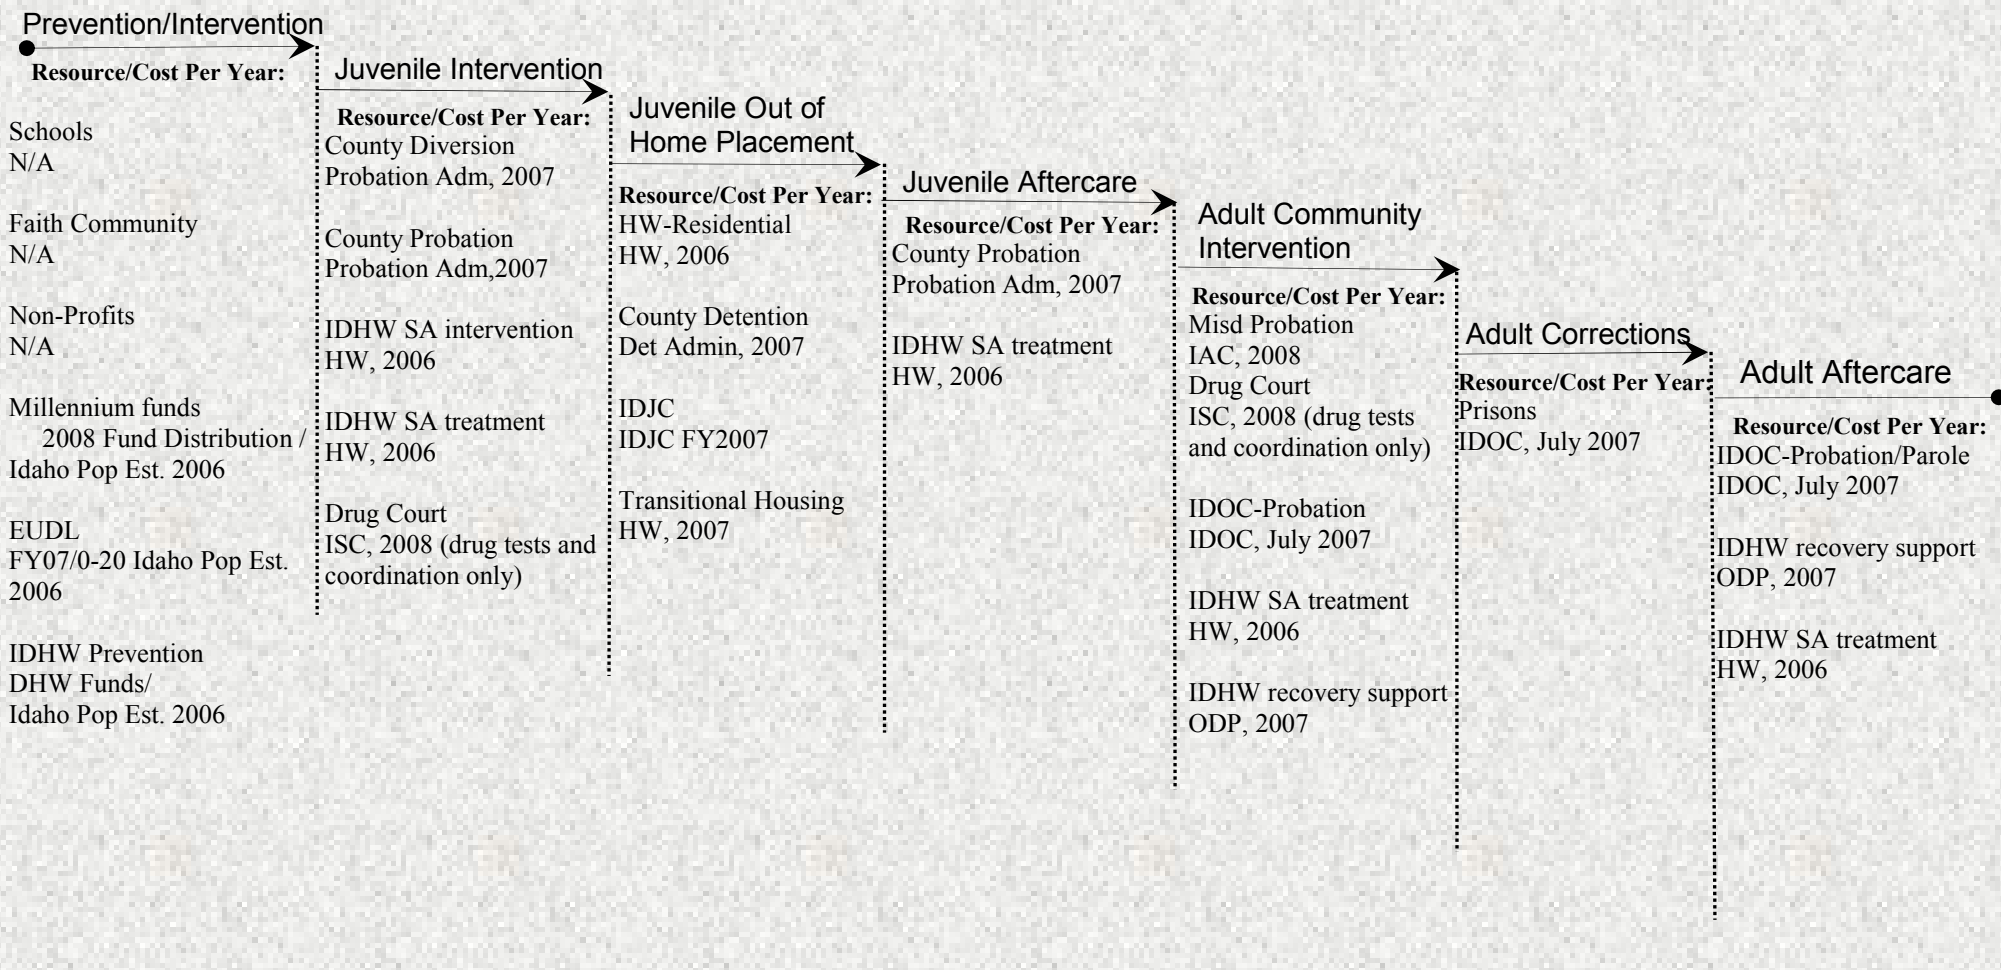 Prevention/Intervention
Resource/Cost Per Year:
Schools
N/A
Faith Community
N/A
Non-Profits
N/A
Millennium funds
2008 Fund Distribution /
Idaho Pop Est. 2006
EUDL
FY07/0-20 Idaho Pop Est.
2006
IDHW Prevention
DHW Funds/
Idaho Pop Est. 2006
Juvenile Intervention
Resource/Cost Per Year:
County Diversion
Probation Adm, 2007
County Probation
Probation Adm,2007
IDHW SA intervention
HW, 2006
IDHW SA treatment
HW, 2006
Drug Court
ISC, 2008 (drug tests and
coordination only)
Juvenile Out of
Home Placement
Resource/Cost Per Year:
HW-Residential
HW, 2006
County Detention
Det Admin, 2007
IDJC
IDJC FY2007
Transitional Housing
HW, 2007
Juvenile Aftercare
Resource/Cost Per Year:
County Probation
Probation Adm, 2007
IDHW SA treatment
HW, 2006
Adult Community
Intervention
Resource/Cost Per Year:
Misd Probation
IAC, 2008
Drug Court
ISC, 2008 (drug tests
and coordination only)
IDOC-Probation
IDOC, July 2007
IDHW SA treatment
HW, 2006
IDHW recovery support
ODP, 2007
Adult Corrections
Resource/Cost Per Year:
Prisons
IDOC, July 2007
Adult Aftercare
Resource/Cost Per Year:
IDOC-Probation/Parole
IDOC, July 2007
IDHW recovery support
ODP, 2007
IDHW SA treatment
HW, 2006